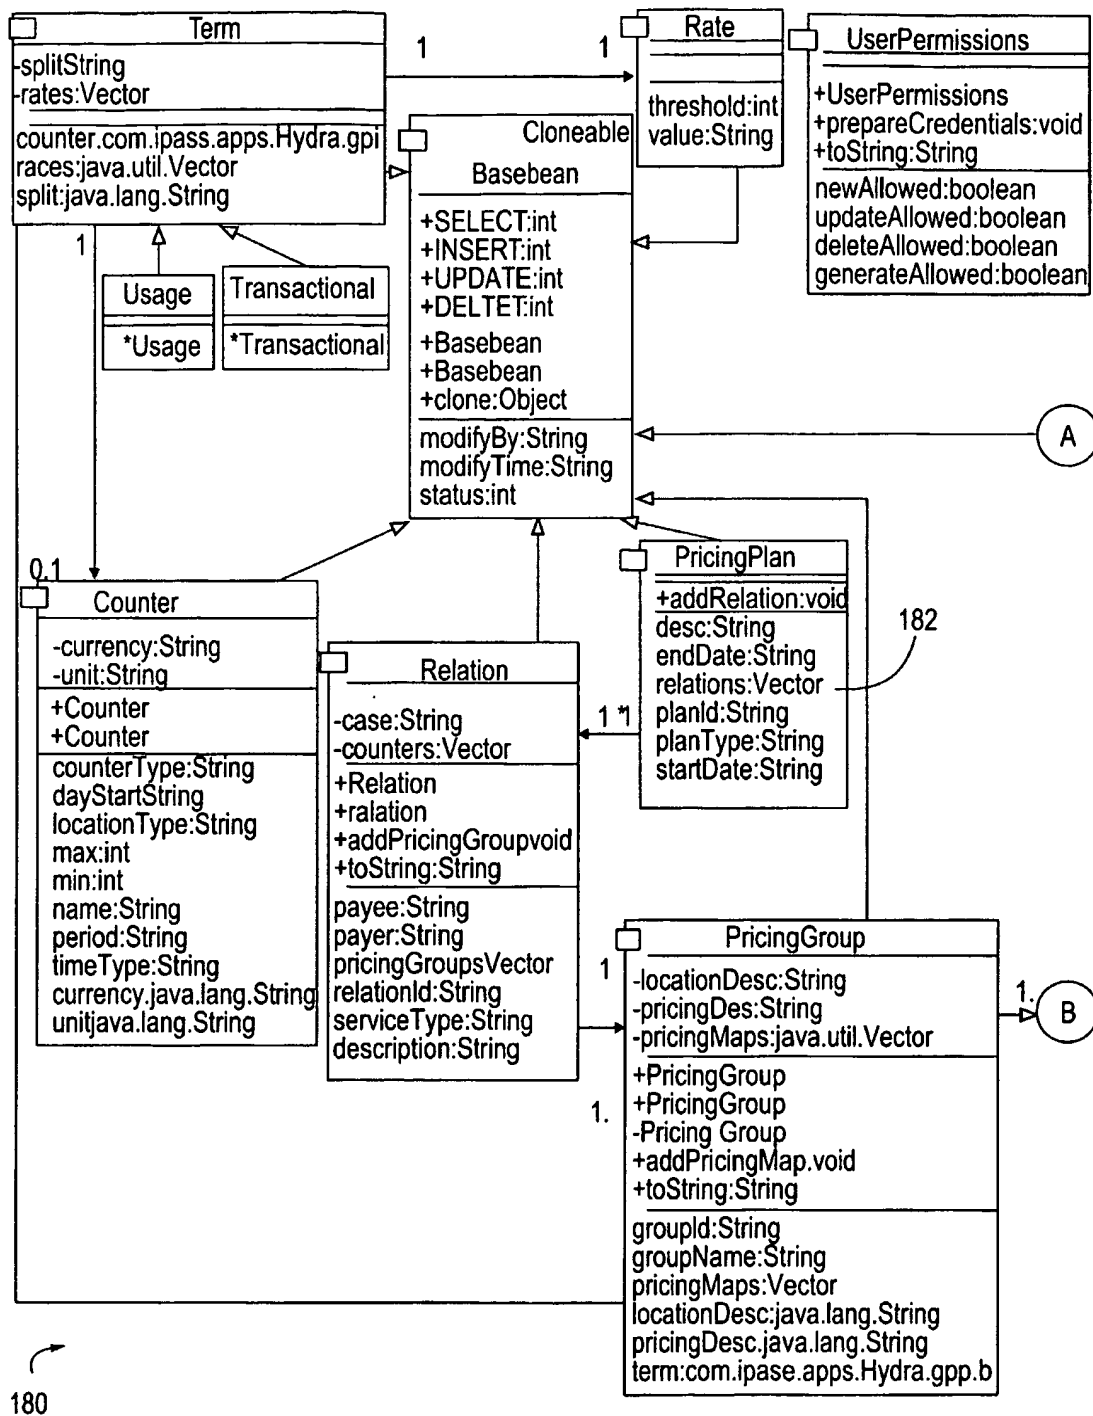 Term
-splitString
-rates:Vector
counter.com.ipass.apps.Hydra.gpi
races:java.util.Vector
split:java.lang.String
1
1
Rate
threshold:int
value:String
UserPermissions
+UserPermissions
+prepareCredentials:void
+toString:String
newAllowed:boolean
updateAllowed:boolean
deleteAllowed:boolean
generateAllowed:boolean
Cloneable
Basebean
+SELECT:int
+INSERT:int
+UPDATE:int
+DELTET:int
+Basebean
+Basebean
+clone:Object
modifyBy:String
modifyTime:String
status:int
1
Usage
*Usage
Transactional
*Transactional
A
0.1
Counter
-currency:String
-unit:String
+Counter
+Counter
counterType:String
dayStartString
locationType:String
max:int
min:int
name:String
period:String
timeType:String
currency.java.lang.String
unitjava.lang.String
Relation
-case:String
-counters:Vector
+Relation
+ralation
+addPricingGroupvoid
+toString:String
payee:String
payer:String
pricingGroupsVector
relationId:String
serviceType:String
description:String
PricingPlan
+addRelation:void
desc:String
endDate:String
relations:Vector
planId:String
planType:String
startDate:String
182
1 *1
1
1.
PricingGroup
-locationDesc:String
-pricingDes:String
-pricingMaps:java.util.Vector
+PricingGroup
+PricingGroup
-Pricing Group
+addPricingMap.void
+toString:String
groupId:String
groupName:String
pricingMaps:Vector
locationDesc:java.lang.String
pricingDesc.java.lang.String
term:com.ipase.apps.Hydra.gpp.b
1.
B
180